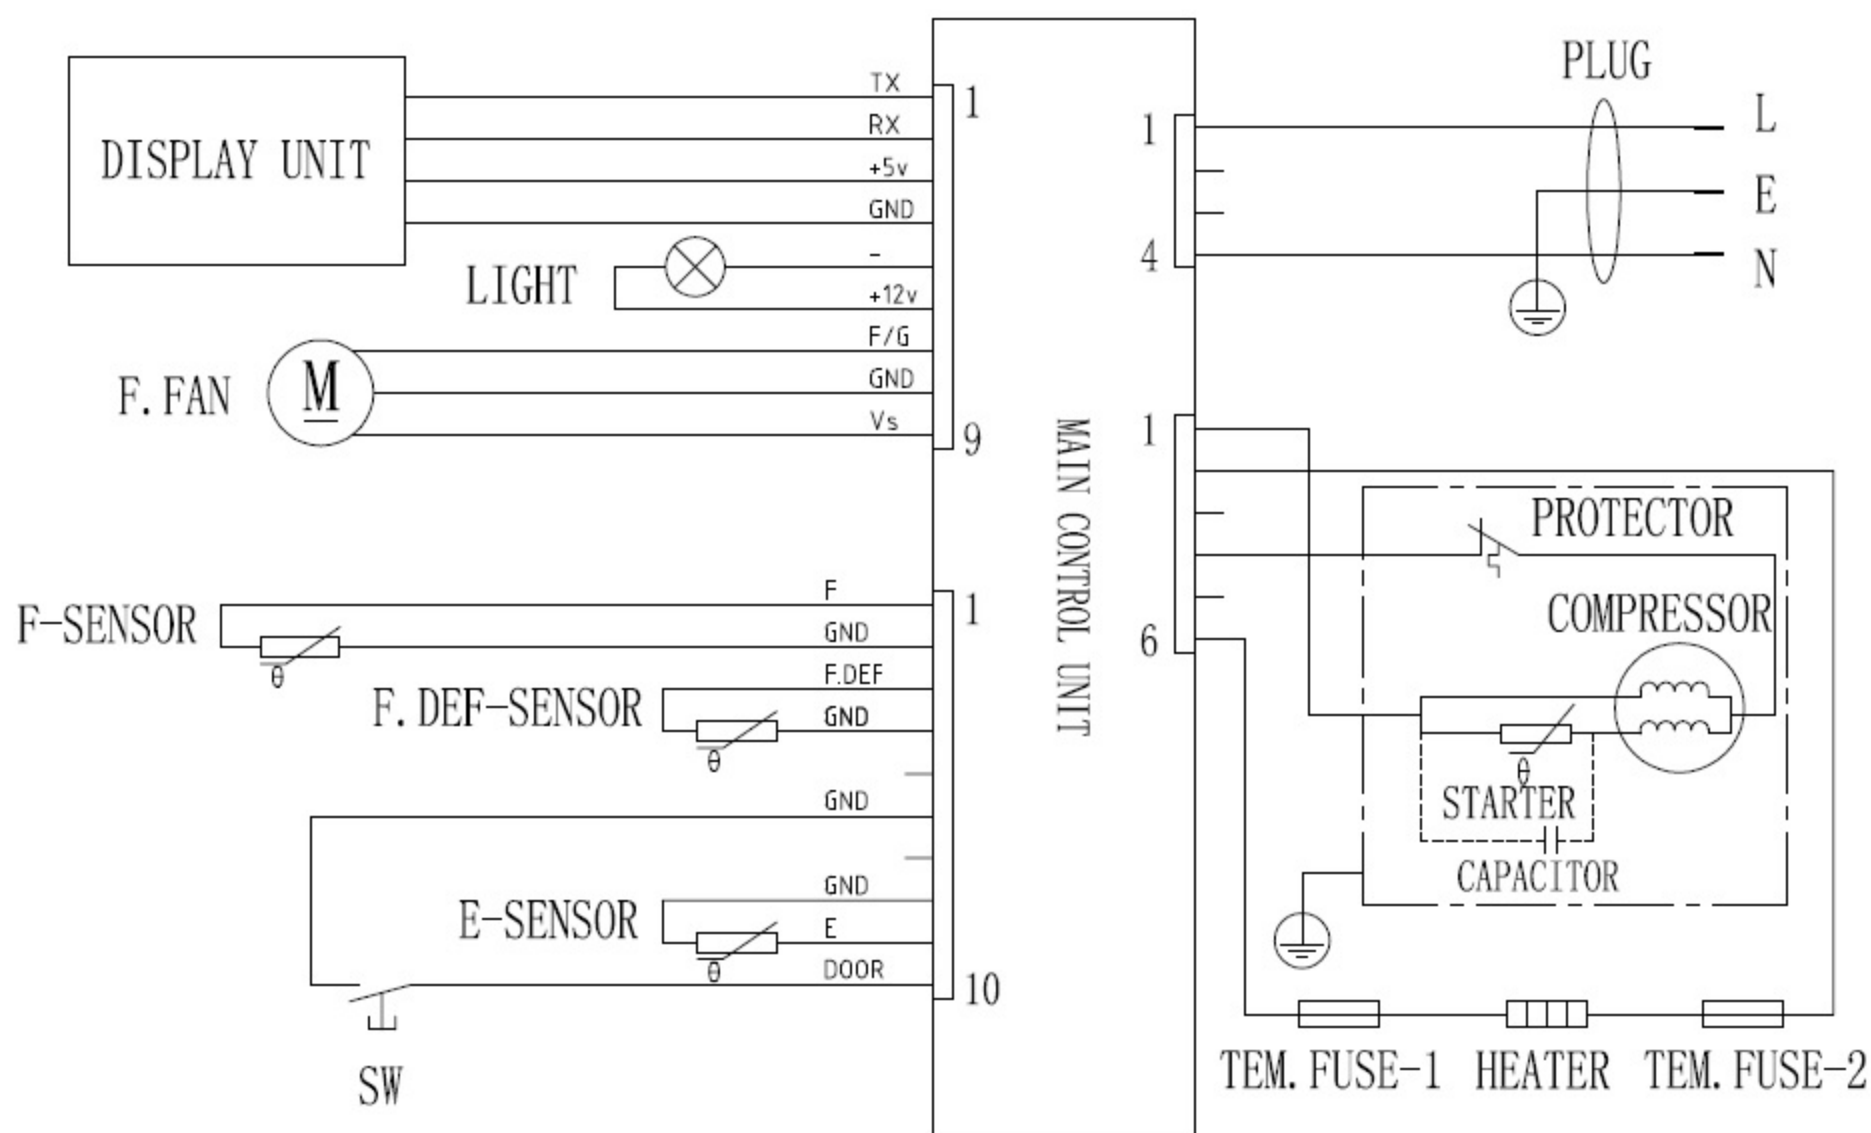 DISPLAY UNIT
TX
RX
+5v
GND
-
+12v
F/G
GND
Vs
1
9
LIGHT
F.FAN
M
F-SENSOR
θ
F.DEF-SENSOR
θ
E-SENSOR
θ
SW
F
GND
F.DEF
GND
GND
GND
E
DOOR
1
10
MAIN CONTROL UNIT
1
4
PLUG
L
E
N
1
6
PROTECTOR
COMPRESSOR
θ
STARTER
CAPACITOR
TEM. FUSE-1
HEATER
TEM. FUSE-2